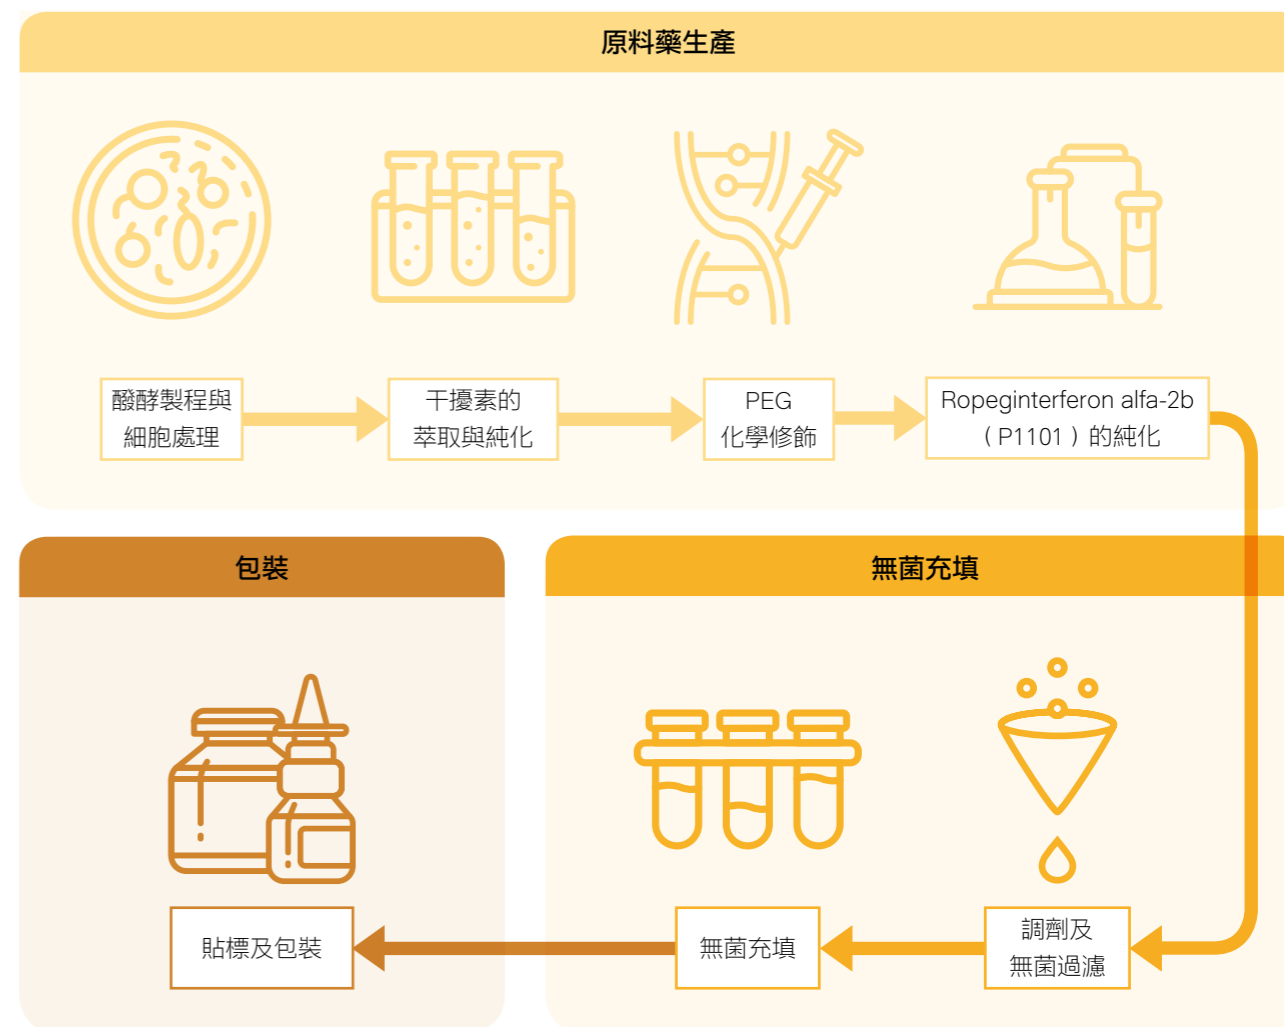 原料藥生產
醱酵製程與
細胞處理
干擾素的
萃取與純化
PEG
化學修飾
Ropeginterferon alfa-2b
（P1101）的純化
無菌充填
調劑及
無菌過濾
無菌充填
包裝
貼標及包裝